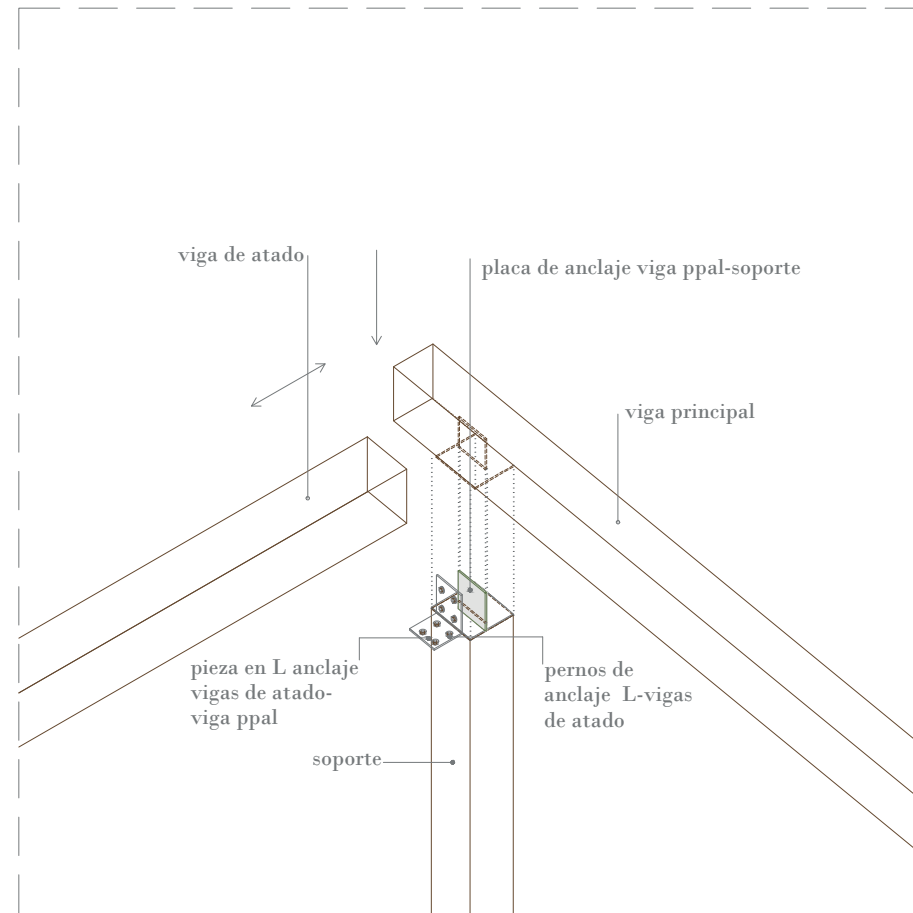 viga de atado
placa de anclaje viga ppal-soporte
viga principal
pieza en L anclaje
vigas de atado-
viga ppal
pernos de
anclaje L-vigas
de atado
soporte